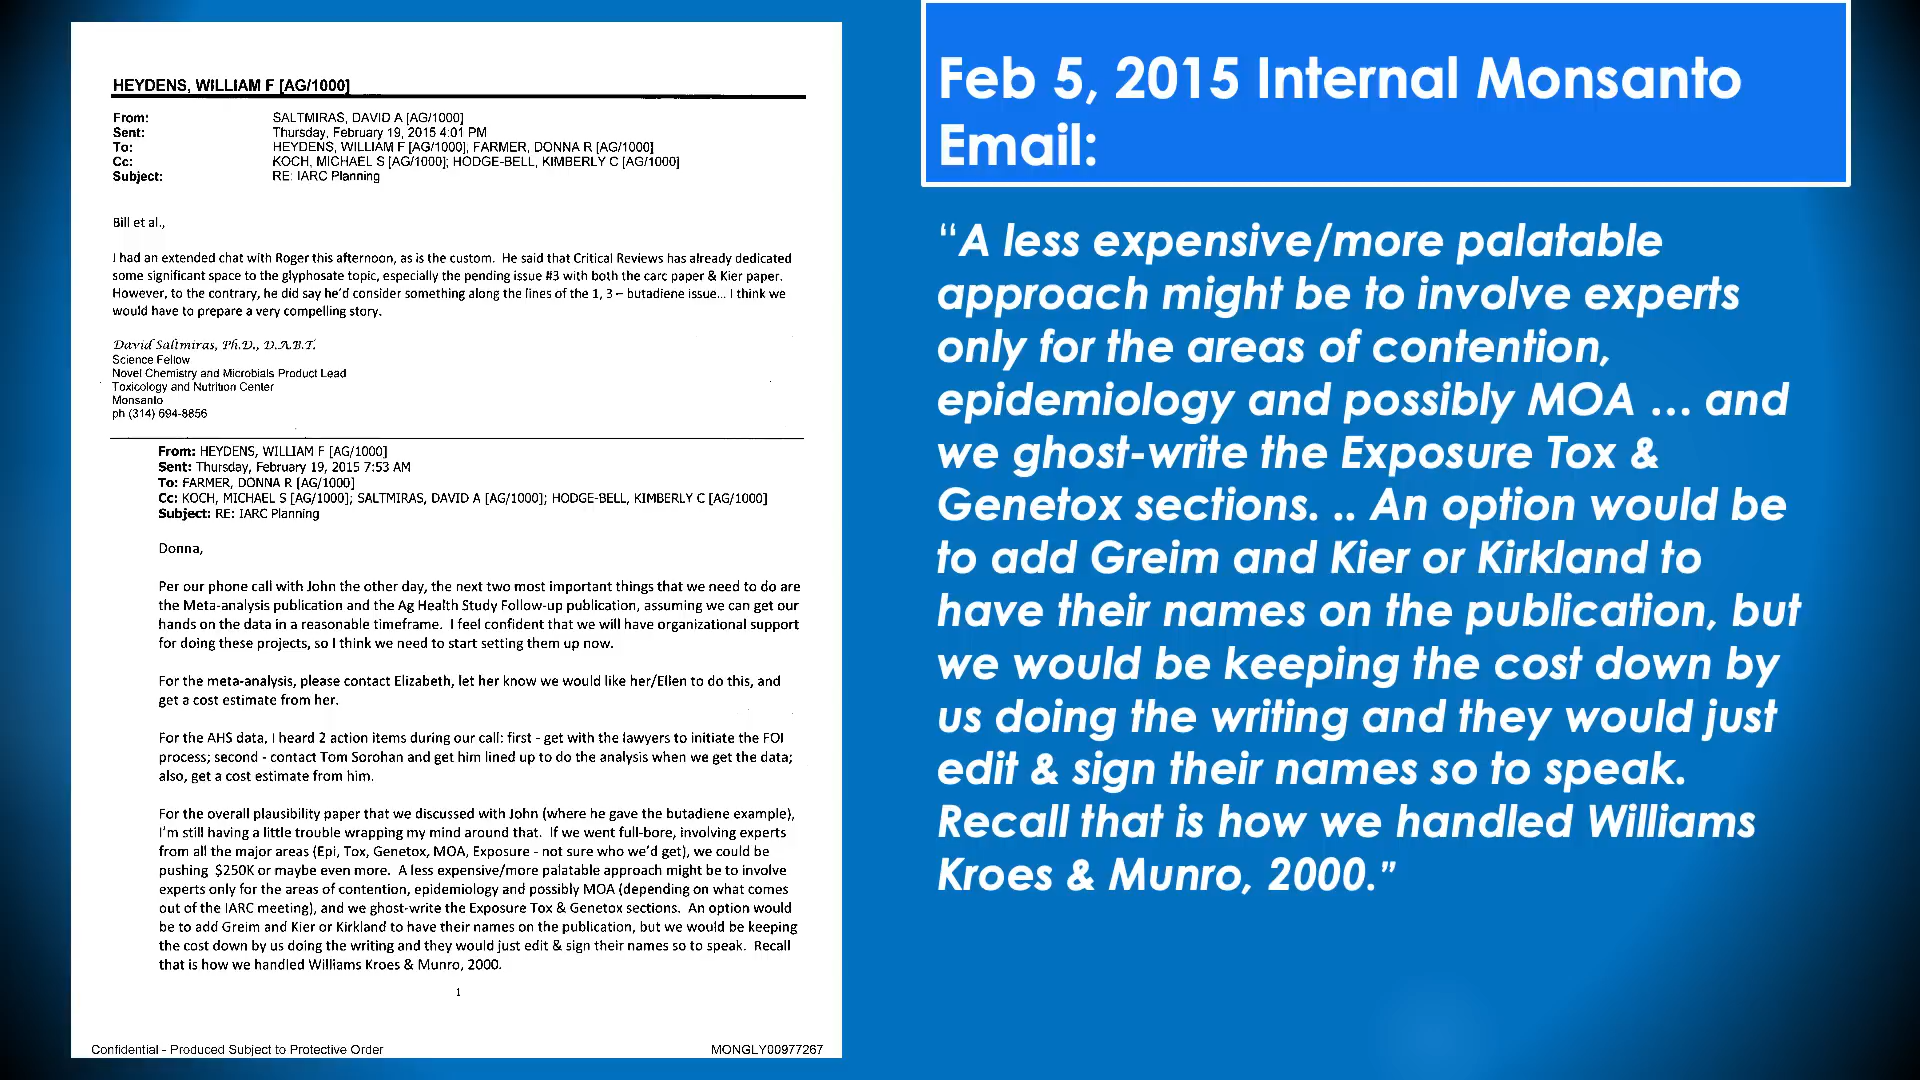 HEYDENS, WILLIAM F [AG/1000]
From: SALTMIRAS, DAVID A [AG/1000]
Sent: Thursday, February 19, 2015 4:01 PM
To: HEYDENS, WILLIAM F [AG/1000]; FARMER, DONNA R [AG/1000]
Cc: KOCH, MICHAEL S [AG/1000]; HODGE-BELL, KIMBERLY C [AG/1000]
Subject: RE: IARC Planning
Bill et al.,
I had an extended chat with Roger this afternoon, as is the custom. He said that Critical Reviews has already dedicated
some significant space to the glyphosate topic, especially the pending issue #3 with both the carc paper & Kier paper.
However, to the contrary, he did say he'd consider something along the lines of the 1, 3 – butadiene issue... I think we
would have to prepare a very compelling story.
David Saltmiras, Ph.D., D.A.B.T.
Science Fellow
Novel Chemistry and Microbials Product Lead
Toxicology and Nutrition Center
Monsanto
ph (314) 694-8856
From: HEYDENS, WILLIAM F [AG/1000]
Sent: Thursday, February 19, 2015 7:53 AM
To: FARMER, DONNA R [AG/1000]
Cc: KOCH, MICHAEL S [AG/1000]; SALTMIRAS, DAVID A [AG/1000]; HODGE-BELL, KIMBERLY C [AG/1000]
Subject: RE: IARC Planning
Donna,
Per our phone call with John the other day, the next two most important things that we need to do are
the Meta-analysis publication and the Ag Health Study Follow-up publication, assuming we can get our
hands on the data in a reasonable timeframe. I feel confident that we will have organizational support
for doing these projects, so I think we need to start setting them up now.
For the meta-analysis, please contact Elizabeth, let her know we would like her/Ellen to do this, and
get a cost estimate from her.
For the AHS data, I heard 2 action items during our call: first - get with the lawyers to initiate the FOI
process; second - contact Tom Sorohan and get him lined up to do the analysis when we get the data;
also, get a cost estimate from him.
For the overall plausibility paper that we discussed with John (where he gave the butadiene example),
I'm still having a little trouble wrapping my mind around that. If we went full-bore, involving experts
from all the major areas (Epi, Tox, Genetox, MOA, Exposure - not sure who we'd get), we could be
pushing $250K or maybe even more. A less expensive/more palatable approach might be to involve
experts only for the areas of contention, epidemiology and possibly MOA (depending on what comes
out of the IARC meeting), and we ghost-write the Exposure Tox & Genetox sections. An option would
be to add Greim and Kier or Kirkland to have their names on the publication, but we would be keeping
the cost down by us doing the writing and they would just edit & sign their names so to speak. Recall
that is how we handled Williams Kroes & Munro, 2000.
1
Confidential - Produced Subject to Protective Order MONGLY00977267
Feb 5, 2015 Internal Monsanto
Email:
“A less expensive/more palatable
approach might be to involve experts
only for the areas of contention,
epidemiology and possibly MOA … and
we ghost-write the Exposure Tox &
Genetox sections. .. An option would be
to add Greim and Kier or Kirkland to
have their names on the publication, but
we would be keeping the cost down by
us doing the writing and they would just
edit & sign their names so to speak.
Recall that is how we handled Williams
Kroes & Munro, 2000.”